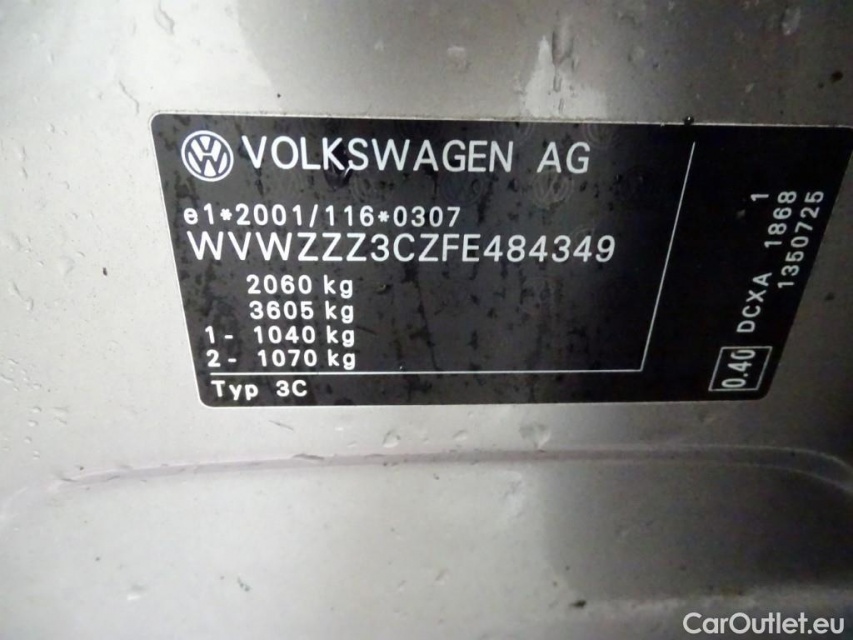 VOLKSWAGEN AG
e1*2001/116*0307
WVWZZZ3CZFE484349
2060 kg
3605 kg
1- 1040 kg
2- 1070 kg
Typ 3C
0.40
DCXA 1868 1
1350725
CarOutlet.eu